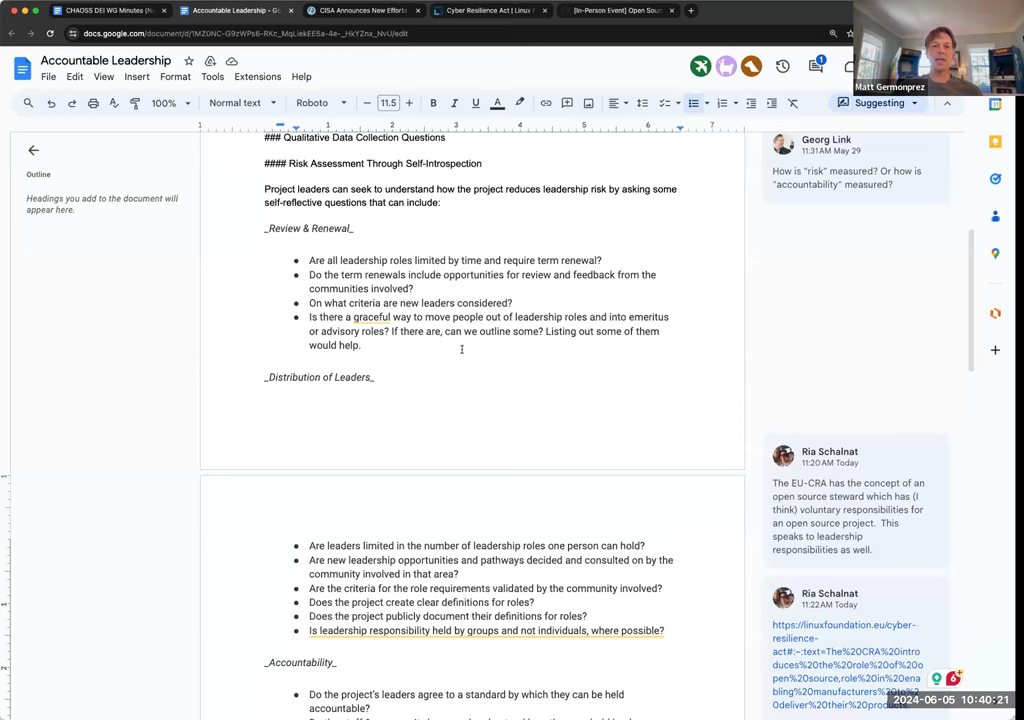 CHAOSS DEI WG Minutes (N
Accountable Leadership - Go
CISA Announces New Efforts
Cyber Resilience Act | Linux F
[In-Person Event] Open Sour
docs.google.com/document/d/
Accountable Leadership
File Edit View Insert Format Tools Extensions Help
1
100% Normal text Roboto 11.5 B I U A Suggesting
Matt Germonprez
1 1 2 3 4 5 6 7
### Qualitative Data Collection Questions
#### Risk Assessment Through Self-Introspection
Project leaders can seek to understand how the project reduces leadership risk by asking some
self-reflective questions that can include:
_Review & Renewal_
Are all leadership roles limited by time and require term renewal?
Do the term renewals include opportunities for review and feedback from the
communities involved?
On what criteria are new leaders considered?
Is there a graceful way to move people out of leadership roles and into emeritus
or advisory roles? If there are, can we outline some? Listing out some of them
would help.
_Distribution of Leaders_
Are leaders limited in the number of leadership roles one person can hold?
Are new leadership opportunities and pathways decided and consulted on by the
community involved in that area?
Are the criteria for the role requirements validated by the community involved?
Does the project create clear definitions for roles?
Does the project publicly document their definitions for roles?
Is leadership responsibility held by groups and not individuals, where possible?
_Accountability_
Do the project's leaders agree to a standard by which they can be held
accountable?
Outline
Headings you add to the document will
appear here.
Georg Link
11:31 AM May 29
How is "risk" measured? Or how is
"accountability" measured?
Ria Schalnat
11:20 AM Today
The EU-CRA has the concept of an
open source steward which has (I
think) voluntary responsibilities for
an open source project. This
speaks to leadership
responsibilities as well.
Ria Schalnat
11:22 AM Today
https://linuxfoundation.eu/cyber-
resilience-
act#:~:text=The%20CRA%20intro
duces%20the%20role%20of%20o
pen%20source,role%20in%20ena
bling%20manufacturers%20to%2
0deliver%20their%20products.
2024-06-05 10:40:21